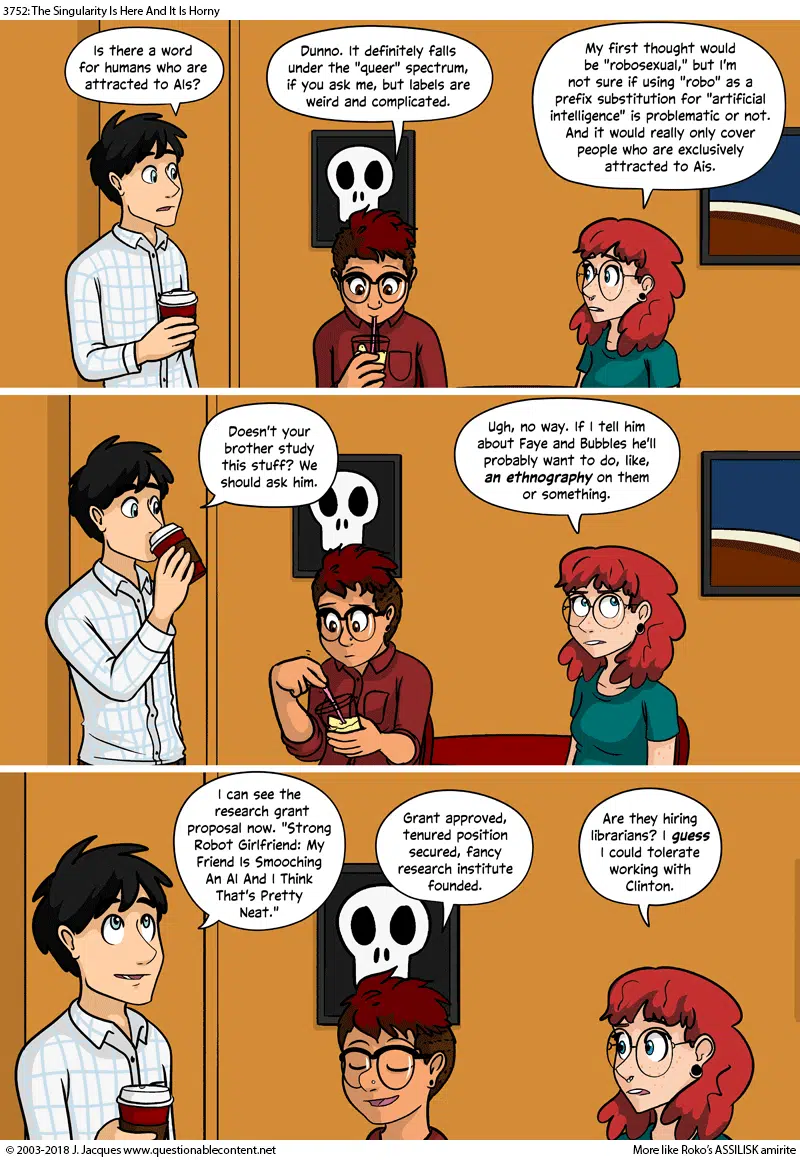 3752: The Singularity Is Here And It Is Horny
Is there a word
for humans who are
attracted to AIs?
Dunno. It definitely falls
under the "queer" spectrum,
if you ask me, but labels are
weird and complicated.
My first thought would
be "robosexual," but I'm
not sure if using "robo" as a
prefix substitution for "artificial
intelligence" is problematic or not.
And it would really only cover
people who are exclusively
attracted to Ais.
Doesn't your
brother study
this stuff? We
should ask him.
Ugh, no way. If I tell him
about Faye and Bubbles he'll
probably want to do, like,
an ethnography on them
or something.
I can see the
research grant
proposal now. "Strong
Robot Girlfriend: My
Friend Is Smooching
An AI And I Think
That's Pretty
Neat."
Grant approved,
tenured position
secured, fancy
research institute
founded.
Are they hiring
librarians? I guess
I could tolerate
working with
Clinton.
© 2003-2018 J. Jacques www.questionablecontent.net
More like Roko's ASSILISK amirite